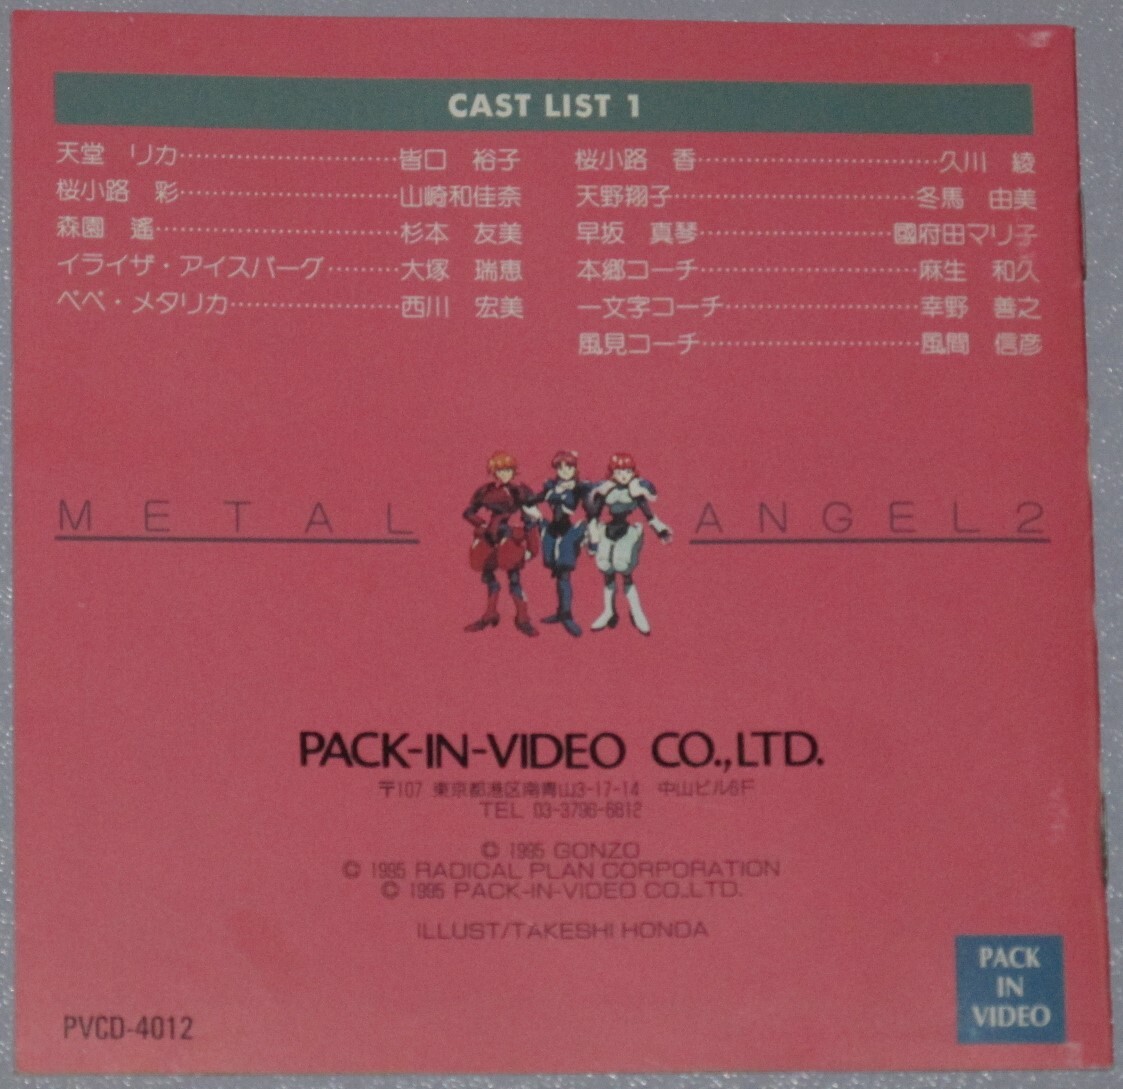 CAST LIST 1
天堂 リカ……………………皆口 裕子
桜小路 彩……………………山崎和佳奈
森園 遙……………………杉本 友美
イライザ・アイスバーグ………大塚 瑞恵
ペペ・メタリカ………………西川 宏美
桜小路 香……………………久川 綾
天野翔子……………………冬馬 由美
早坂 真琴…………………國府田マリ子
本郷コーチ……………………麻生 和久
一文字コーチ…………………幸野 善之
風見コーチ……………………風間 信彦
METAL ANGEL 2
PACK-IN-VIDEO CO.,LTD.
〒107 東京都港区南青山3-17-14 中山ビル6F
TEL 03-3796-6812
© 1995 GONZO
© 1995 RADICAL PLAN CORPORATION
© 1995 PACK-IN-VIDEO CO.,LTD.
ILLUST/TAKESHI HONDA
PVCD-4012
PACK
IN
VIDEO